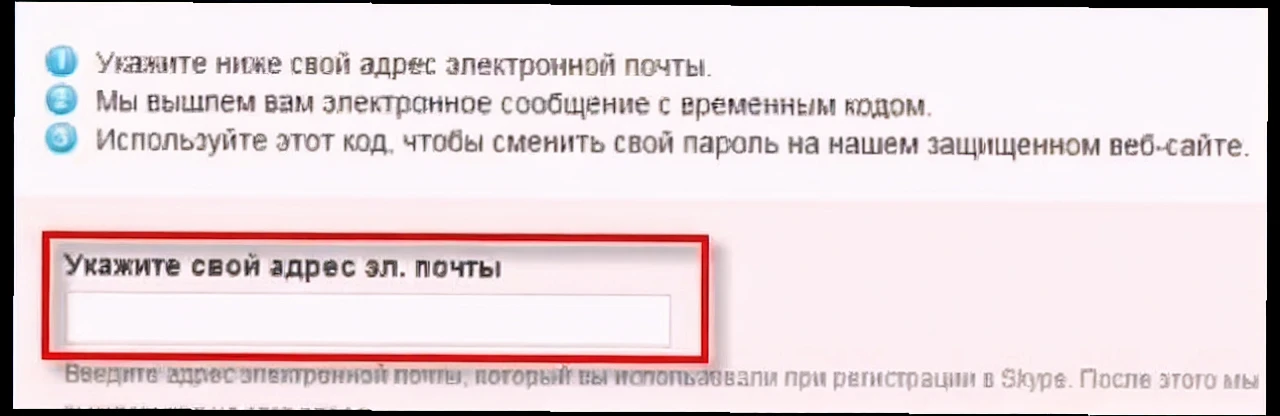 1 Укажите ниже свой адрес электронной почты.
2 Мы вышлем вам электронное сообщение с временным кодом.
3 Используйте этот код, чтобы сменить свой пароль на нашем защищенном веб-сайте.
Укажите свой адрес эл. почты
Введите адрес электронной почты, который вы использвали при регистрации в Skype. После этого мы